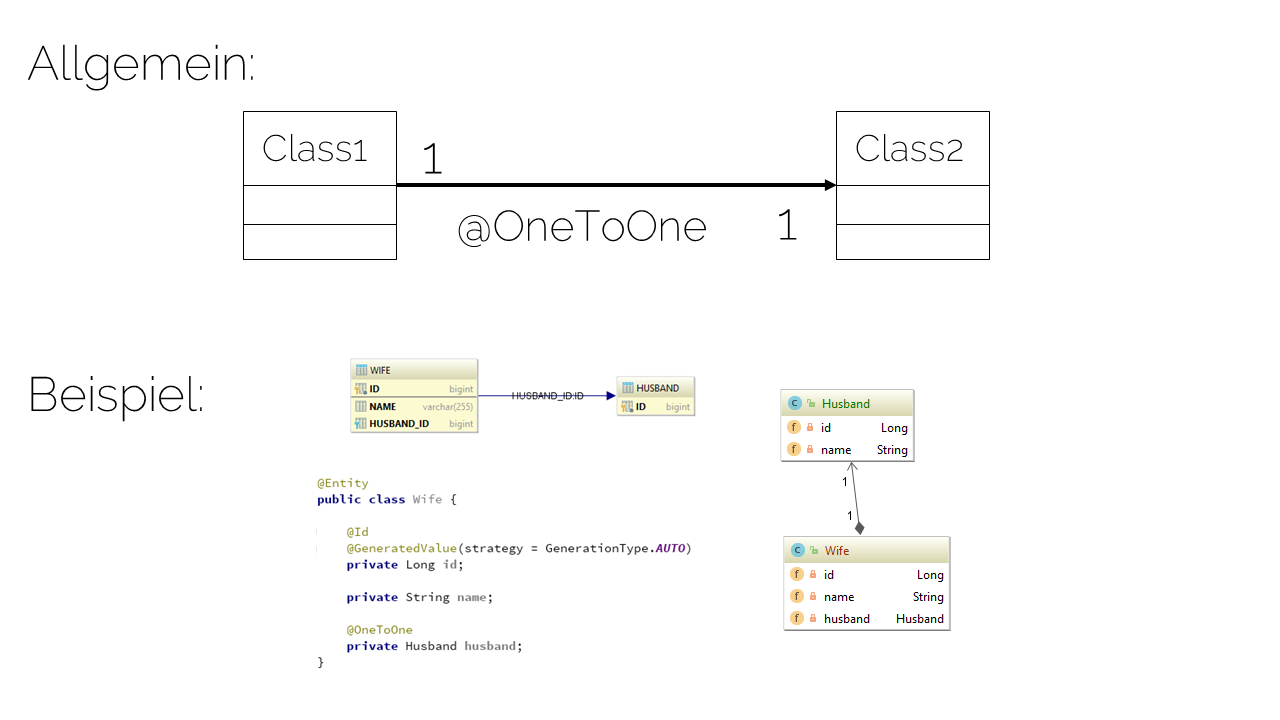 Allgemein:
Class1
1
Class2
@OneToOne
1
Beispiel:
WIFE
ID bigint
NAME varchar(255)
HUSBAND_ID bigint
HUSBAND_ID:ID
HUSBAND
ID bigint
C Husband
f id Long
f name String
1
1
C Wife
f id Long
f name String
f husband Husband
@Entity
public class Wife {
@Id
@GeneratedValue(strategy = GenerationType.AUTO)
private Long id;
private String name;
@OneToOne
private Husband husband;
}